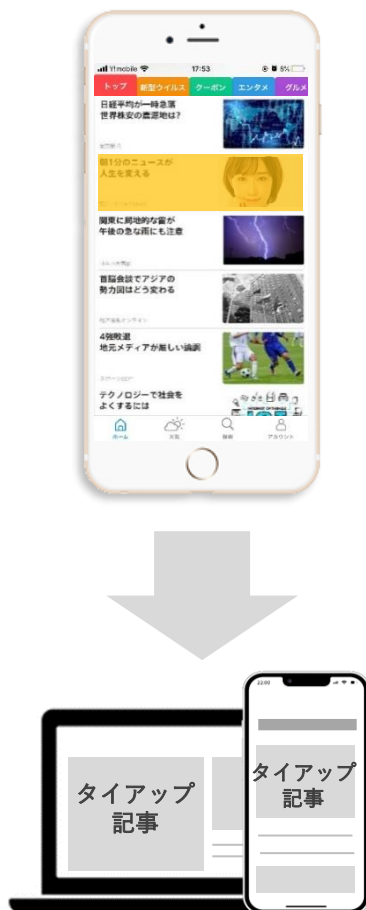 Y!mobile 17:53 8%
トップ 新型ウイルス クーポン エンタメ グルメ
日経平均が一時急落
世界株安の震源地は?
朝1分のニュースが
人生を変える
関東に局地的な雷が
午後の急な雨にも注意
首脳会談でアジアの
勢力図はどう変わる
4強敗退
地元メディアが厳しい論調
テクノロジーで社会を
よくするには
INTERNET OF THINGS
ホーム 天気 検索 アカウント
22:09
タイアップ
記事
タイアップ
記事